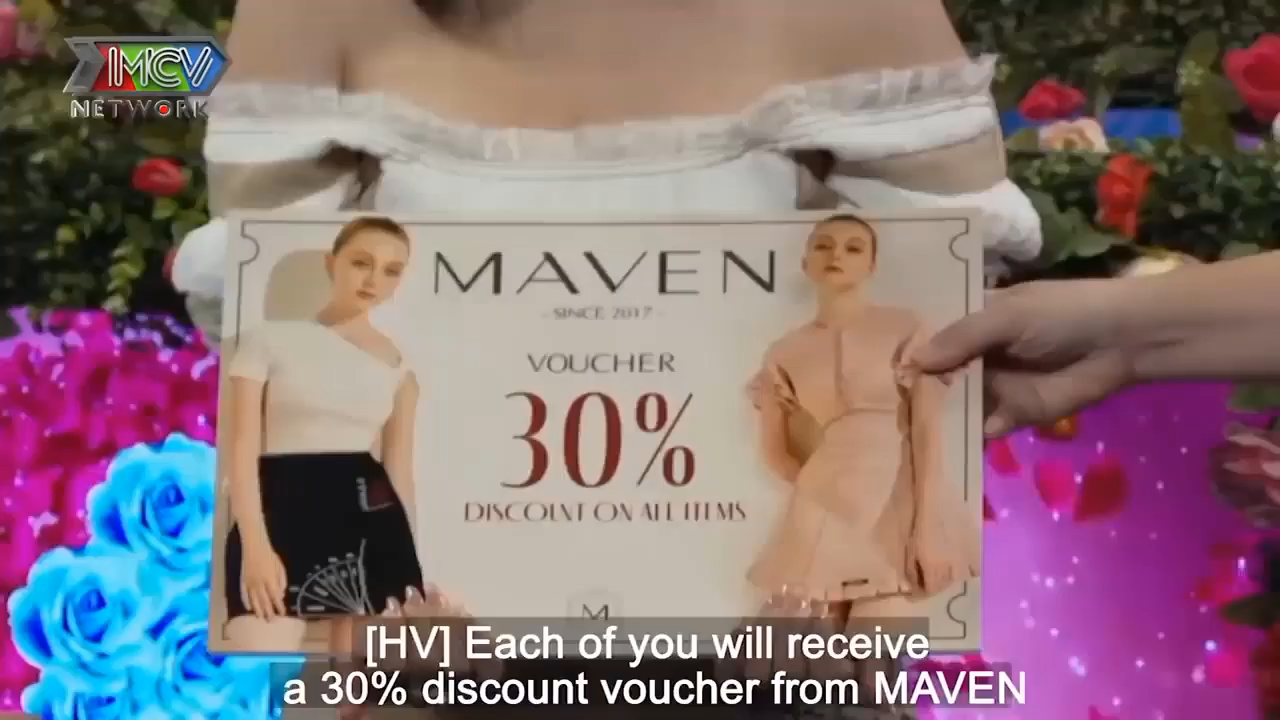 MCV
NETWORK
MAVEN
- SINCE 2017 -
VOUCHER
30%
DISCOUNT ON ALL ITEMS
M
[HV] Each of you will receive
a 30% discount voucher from MAVEN